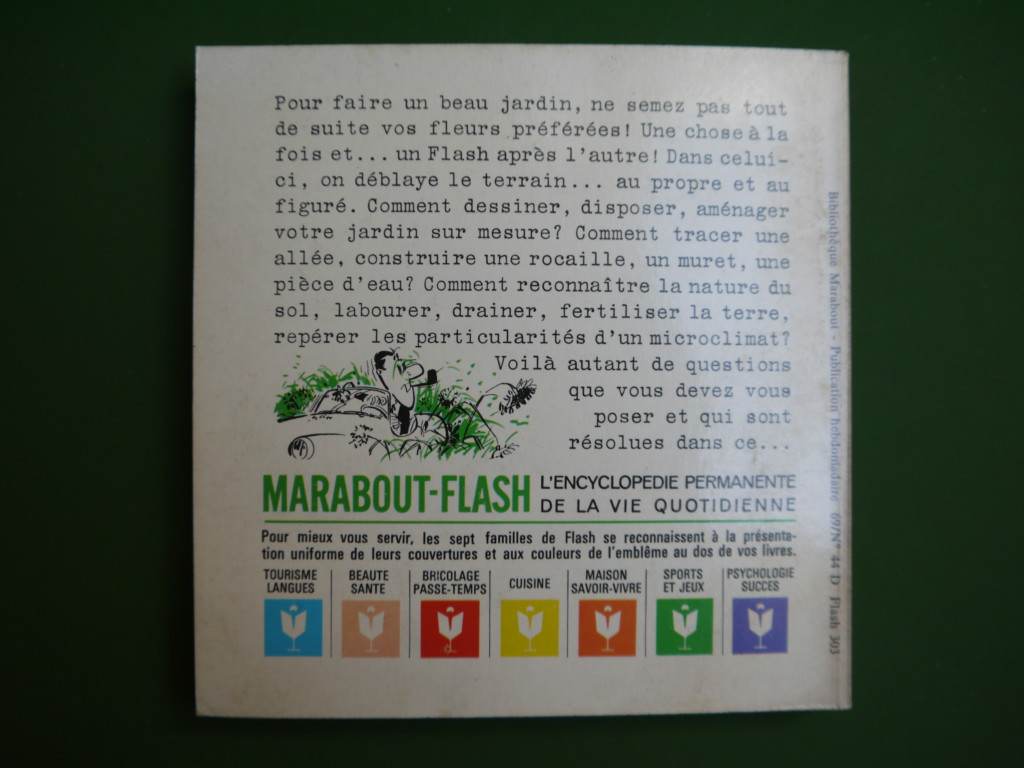 Pour faire un beau jardin, ne semez pas tout
de suite vos fleurs préférées! Une chose à la
fois et... un Flash après l'autre! Dans celui-
ci, on déblaye le terrain... au propre et au
figuré. Comment dessiner, disposer, aménager
votre jardin sur mesure? Comment tracer une
allée, construire une rocaille, un muret, une
pièce d'eau? Comment reconnaître la nature du
sol, labourer, drainer, fertiliser la terre,
repérer les particularités d'un microclimat?
Voilà autant de questions
que vous devez vous
poser et qui sont
résolues dans ce...
MARABOUT-FLASH
L'ENCYCLOPEDIE PERMANENTE
DE LA VIE QUOTIDIENNE
Pour mieux vous servir, les sept familles de Flash se reconnaissent à la présenta-
tion uniforme de leurs couvertures et aux couleurs de l'emblême au dos de vos livres.
TOURISME
LANGUES
BEAUTE
SANTE
BRICOLAGE
PASSE-TEMPS
CUISINE
MAISON
SAVOIR-VIVRE
SPORTS
ET JEUX
PSYCHOLOGIE
SUCCES
Bibliothèque Marabout - Publication hebdomadaire 69/N° 44 D Flash 303